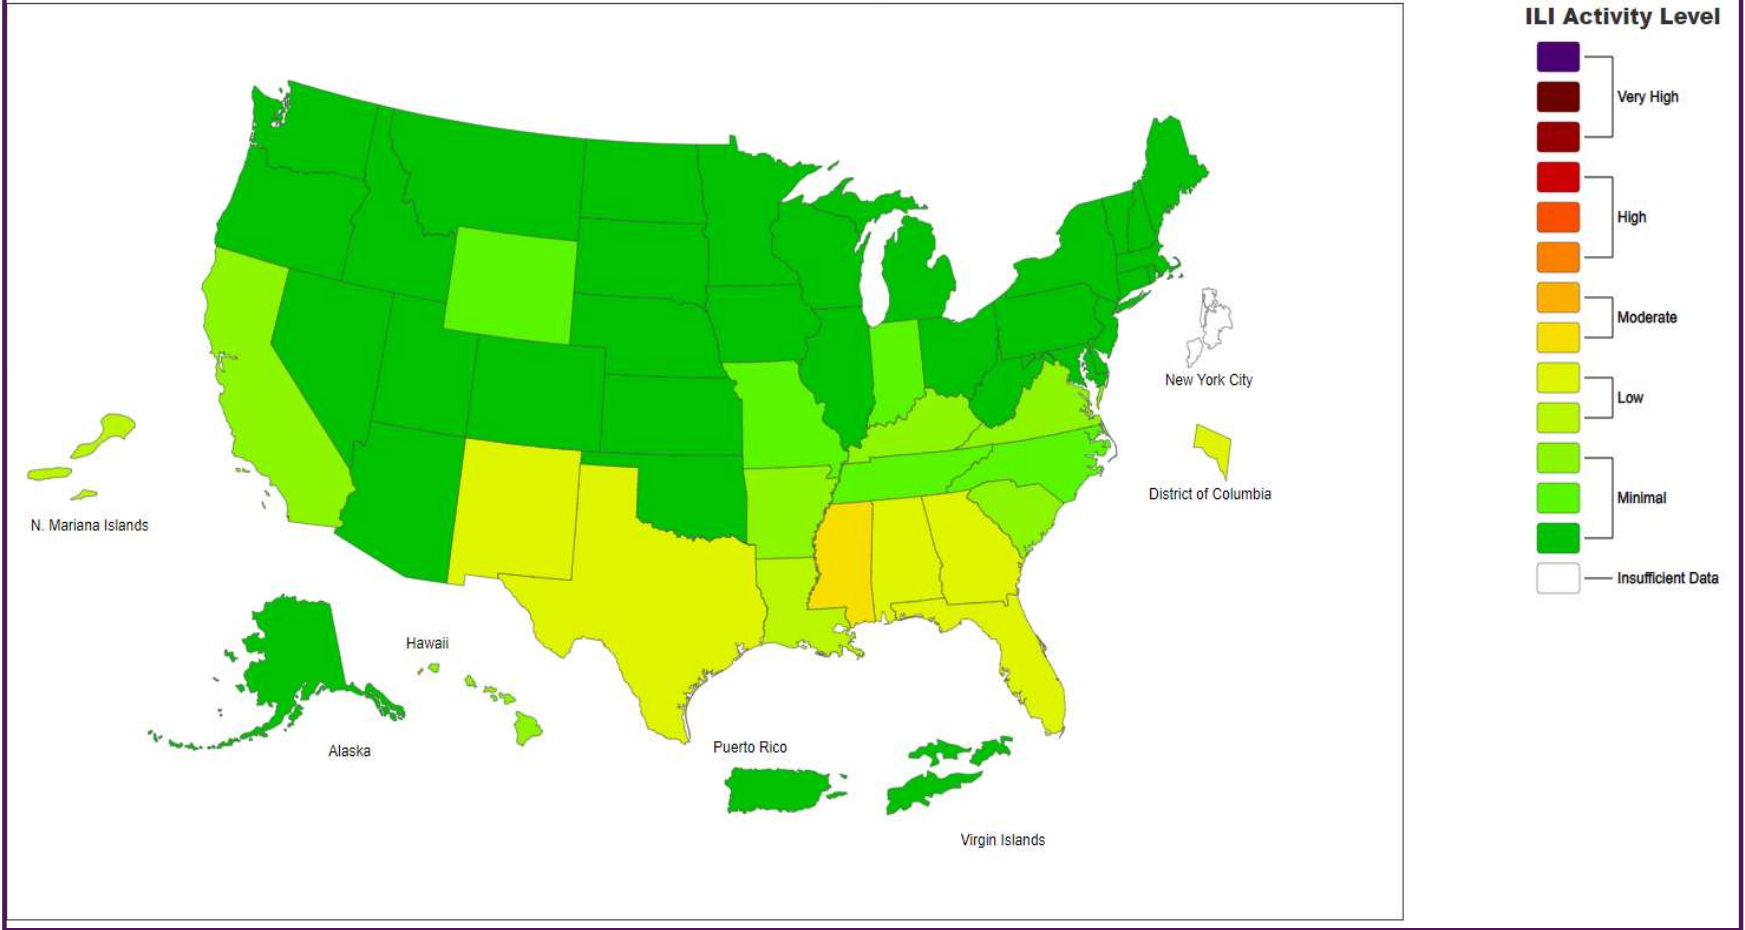 ILI Activity Level
Very High
High
Moderate
Low
Minimal
Insufficient Data
New York City
District of Columbia
N. Mariana Islands
Hawaii
Alaska
Puerto Rico
Virgin Islands